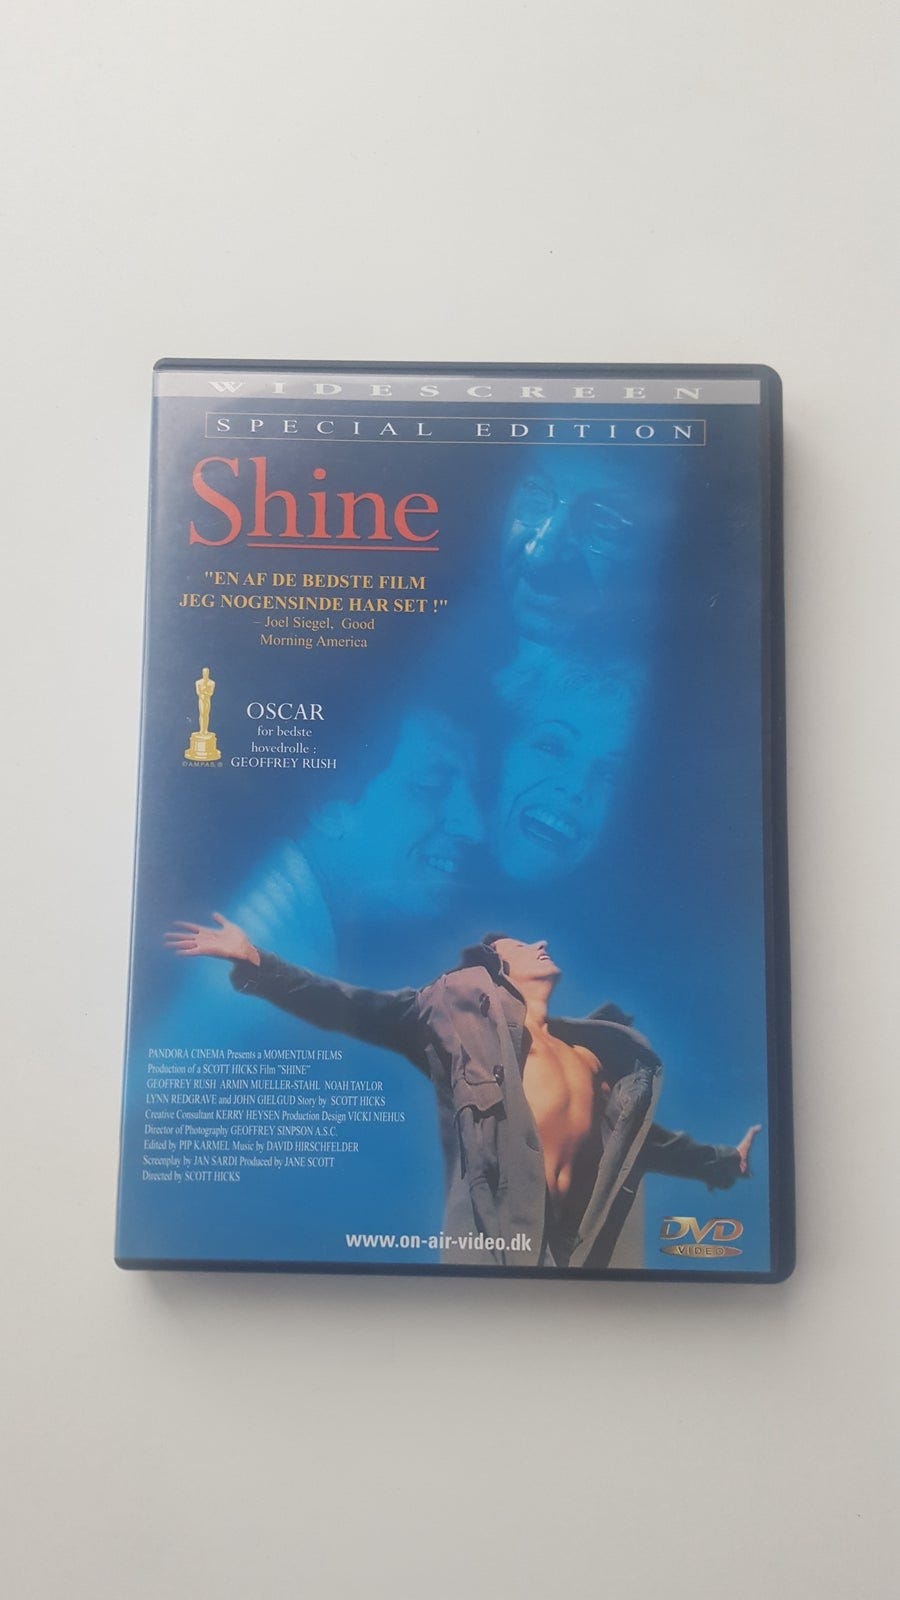 WIDESCREEN
SPECIAL EDITION
Shine
"EN AF DE BEDSTE FILM
JEG NOGENSINDE HAR SET !"
– Joel Siegel, Good
Morning America
OSCAR
for bedste
hovedrolle :
GEOFFREY RUSH
©A.M.P.A.S.®
PANDORA CINEMA Presents a MOMENTUM FILMS
Production of a SCOTT HICKS Film "SHINE"
GEOFFREY RUSH ARMIN MUELLER-STAHL NOAH TAYLOR
LYNN REDGRAVE and JOHN GIELGUD Story by SCOTT HICKS
Creative Consultant KERRY HEYSEN Production Design VICKI NIEHUS
Director of Photography GEOFFREY SINPSON A.S.C.
Edited by PIP KARMEL Music by DAVID HIRSCHFELDER
Screenplay by JAN SARDI Produced by JANE SCOTT
Directed by SCOTT HICKS
www.on-air-video.dk
DVD
VIDEO